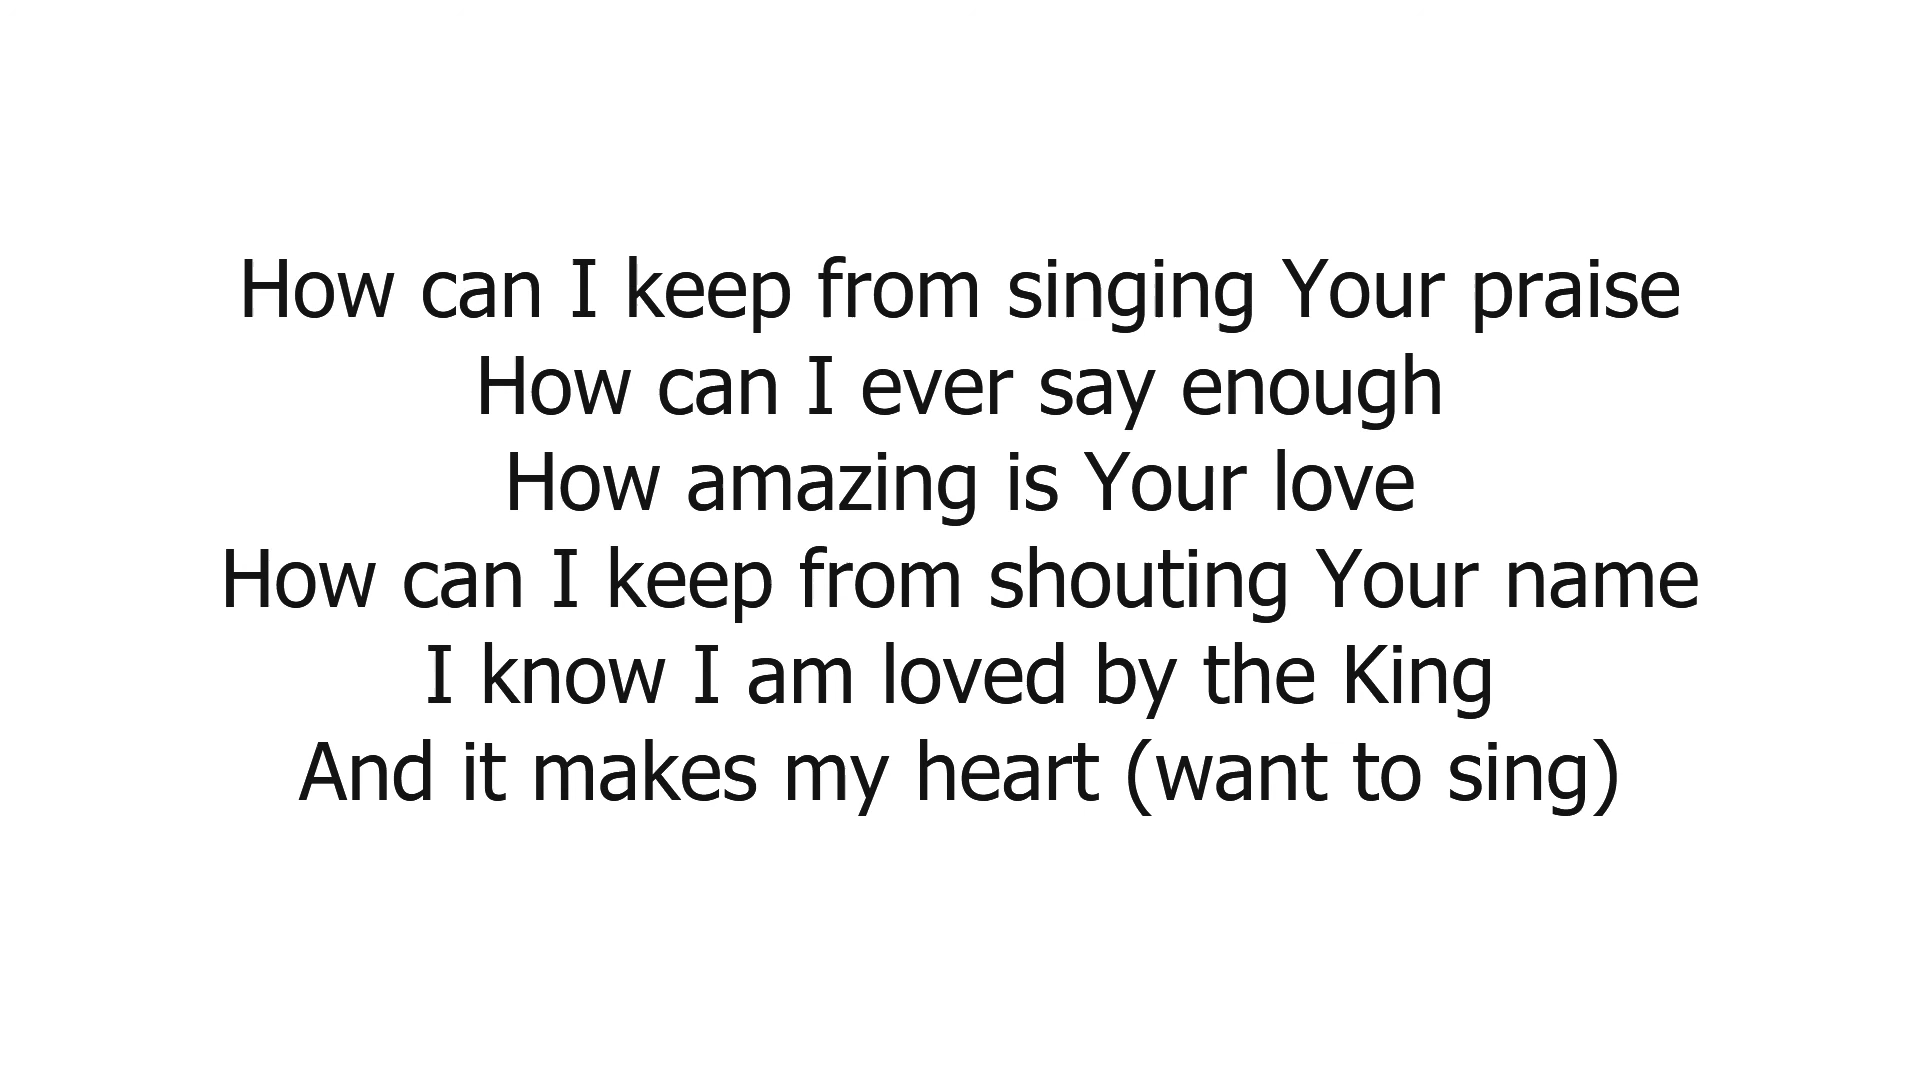 How can I keep from singing Your praise
How can I ever say enough
How amazing is Your love
How can I keep from shouting Your name
I know I am loved by the King
And it makes my heart (want to sing)